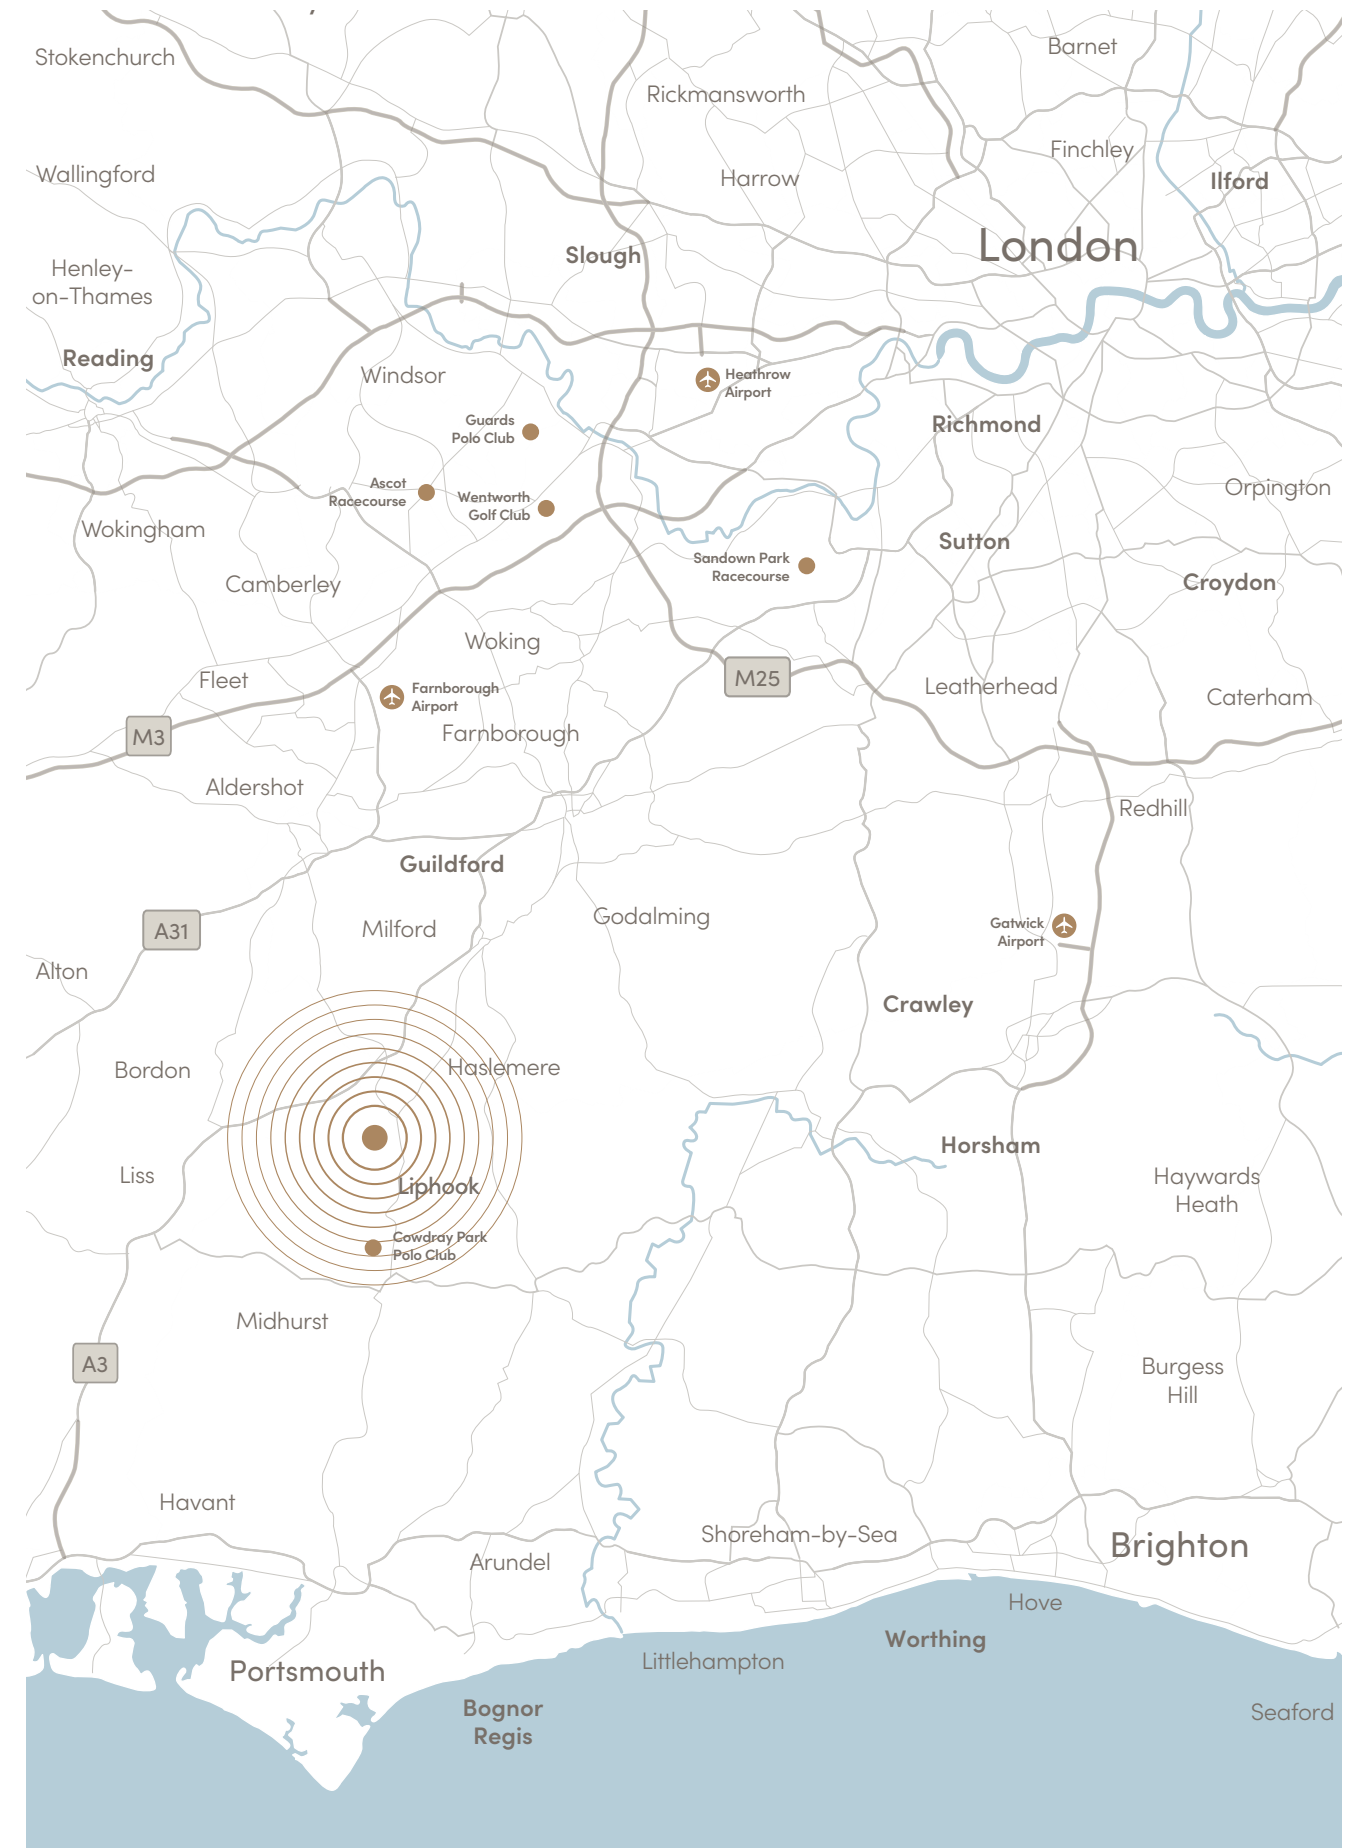 Barnet
Stokenchurch
Rickmansworth
Finchley
Wallingford
Harrow
Ilford
London
Slough
Henley-
on-Thames
Reading
Windsor
Heathrow
Airport
Guards
Polo Club
Richmond
Ascot
Racecourse
Wentworth
Golf Club
Orpington
Wokingham
Sutton
Sandown Park
Racecourse
Camberley
Croydon
Woking
Fleet
M25
Leatherhead
Farnborough
Airport
Caterham
M3
Farnborough
Aldershot
Redhill
Guildford
Godalming
A31
Milford
Gatwick
Airport
Alton
Crawley
Bordon
Haslemere
Horsham
Liss
Liphook
Haywards
Heath
Cowdray Park
Polo Club
Midhurst
A3
Burgess
Hill
Havant
Shoreham-by-Sea
Brighton
Arundel
Hove
Worthing
Portsmouth
Littlehampton
Bognor
Regis
Seaford